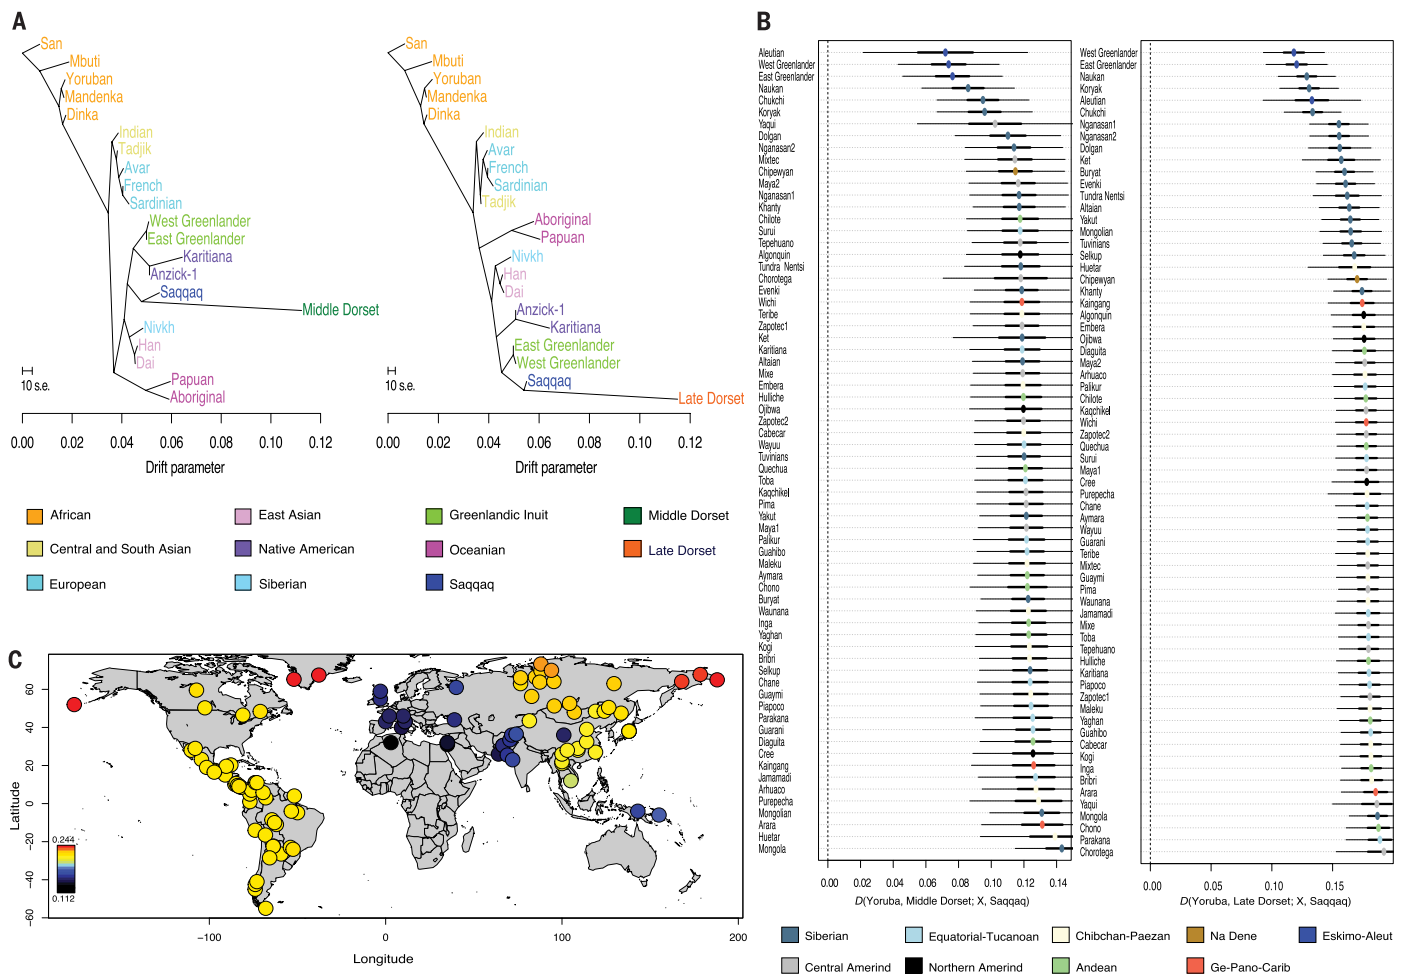 A
San
Mbuti
Yoruban
Mandenka
Dinka
Indian
Tadjik
Avar
French
Sardinian
West Greenlander
East Greenlander
Karitiana
Anzick-1
Saqqaq
Middle Dorset
Nivkh
Han
Dai
Papuan
Aboriginal
10 s.e.
0.00 0.02 0.04 0.06 0.08 0.10 0.12
Drift parameter
San
Mbuti
Yoruban
Mandenka
Dinka
Indian
Avar
French
Sardinian
Tadjik
Aboriginal
Papuan
Nivkh
Han
Dai
Anzick-1
Karitiana
East Greenlander
West Greenlander
Saqqaq
Late Dorset
10 s.e.
0.00 0.02 0.04 0.06 0.08 0.10 0.12
Drift parameter
African
East Asian
Greenlandic Inuit
Middle Dorset
Central and South Asian
Native American
Oceanian
Late Dorset
European
Siberian
Saqqaq
B
Aleutian
West Greenlander
East Greenlander
Naukan
Chukchi
Koryak
Yaqui
Dolgan
Nganasan2
Mixtec
Chipewyan
Maya2
Nganasan1
Khanty
Chilote
Surui
Tepehuano
Algonquin
Tundra Nentsi
Chorotega
Evenki
Wichi
Teribe
Zapotec1
Ket
Karitiana
Altaian
Mixe
Embera
Hulliche
Ojibwa
Zapotec2
Cabecar
Wayuu
Tuvinians
Quechua
Toba
Kaqchikel
Pima
Yakut
Maya1
Palikur
Guahibo
Maleku
Aymara
Chono
Buryat
Waunana
Inga
Yaghan
Kogi
Bribri
Selkup
Chane
Guaymi
Piapoco
Parakana
Guarani
Diaguita
Cree
Kaingang
Jamamadi
Arhuaco
Purepecha
Mongolian
Arara
Huetar
Mongola
0.00 0.02 0.04 0.06 0.08 0.10 0.12 0.14
D(Yoruba, Middle Dorset; X, Saqqaq)
West Greenlander
East Greenlander
Naukan
Koryak
Aleutian
Chukchi
Nganasan1
Nganasan2
Dolgan
Ket
Buryat
Evenki
Tundra Nentsi
Altaian
Yakut
Mongolian
Tuvinians
Selkup
Huetar
Chipewyan
Khanty
Kaingang
Algonquin
Embera
Ojibwa
Diaguita
Maya2
Arhuaco
Palikur
Chilote
Kaqchikel
Wichi
Zapotec2
Quechua
Surui
Maya1
Cree
Purepecha
Chane
Aymara
Wayuu
Guarani
Teribe
Mixtec
Guaymi
Pima
Waunana
Jamamadi
Mixe
Toba
Tepehuano
Hulliche
Karitiana
Piapoco
Zapotec1
Maleku
Yaghan
Guahibo
Cabecar
Kogi
Inga
Bribri
Arara
Yaqui
Mongola
Chono
Parakana
Chorotega
0.00 0.05 0.10 0.15
D(Yoruba, Late Dorset; X, Saqqaq)
Siberian
Equatorial-Tucanoan
Chibchan-Paezan
Na Dene
Eskimo-Aleut
Central Amerind
Northern Amerind
Andean
Ge-Pano-Carib
C
Latitude
60
40
20
0
-20
-40
-60
0.244
0.112
-100 0 100 200
Longitude